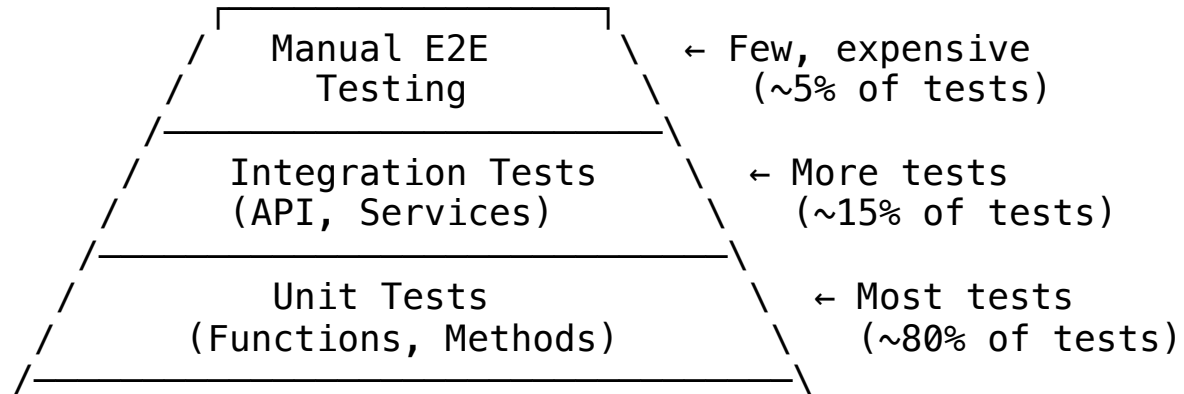 Manual E2E ← Few, expensive
Testing (~5% of tests)
Integration Tests ← More tests
(API, Services) (~15% of tests)
Unit Tests ← Most tests
(Functions, Methods) (~80% of tests)